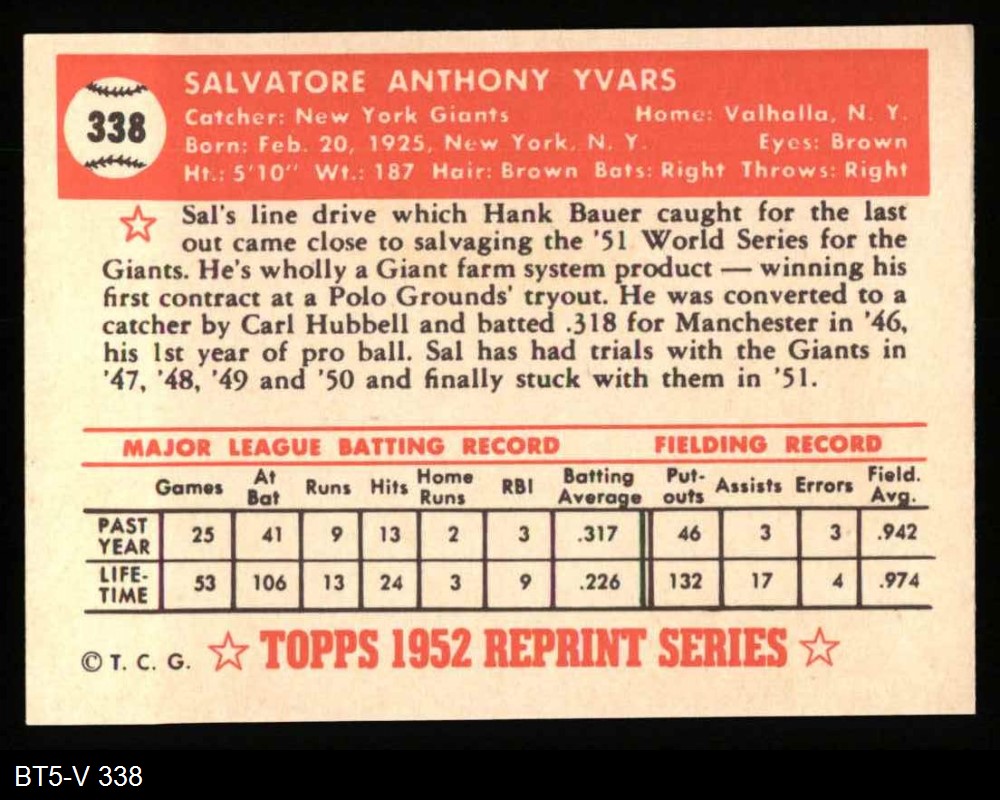 SALVATORE ANTHONY YVARS
338
Catcher: New York Giants Home: Valhalla, N. Y.
Born: Feb. 20, 1925, New York, N. Y. Eyes: Brown
Ht.: 5'10" Wt.: 187 Hair: Brown Bats: Right Throws: Right
Sal's line drive which Hank Bauer caught for the last
out came close to salvaging the '51 World Series for the
Giants. He's wholly a Giant farm system product — winning his
first contract at a Polo Grounds' tryout. He was converted to a
catcher by Carl Hubbell and batted .318 for Manchester in '46,
his 1st year of pro ball. Sal has had trials with the Giants in
'47, '48, '49 and '50 and finally stuck with them in '51.
MAJOR LEAGUE BATTING RECORD FIELDING RECORD
Games At Bat Runs Hits Home Runs RBI Batting Average Put-outs Assists Errors Field. Avg.
PAST YEAR 25 41 9 13 2 3 .317 46 3 3 .942
LIFE-TIME 53 106 13 24 3 9 .226 132 17 4 .974
© T. C. G. TOPPS 1952 REPRINT SERIES
BT5-V 338